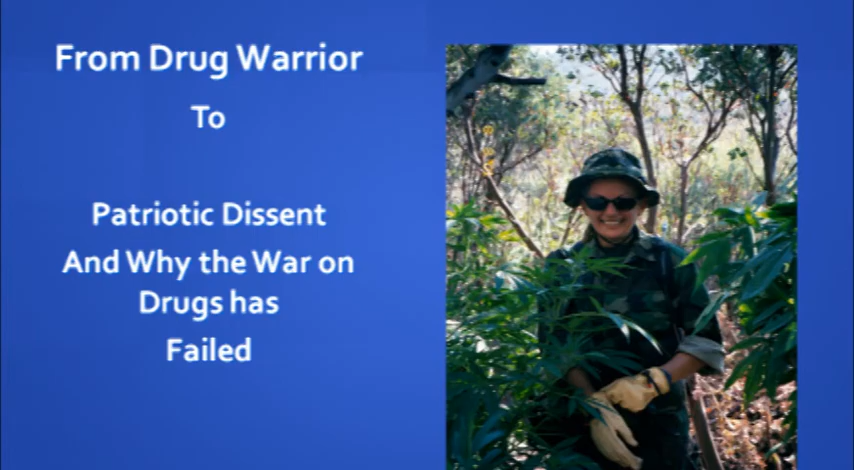 From Drug Warrior
To
Patriotic Dissent
And Why the War on
Drugs has
Failed